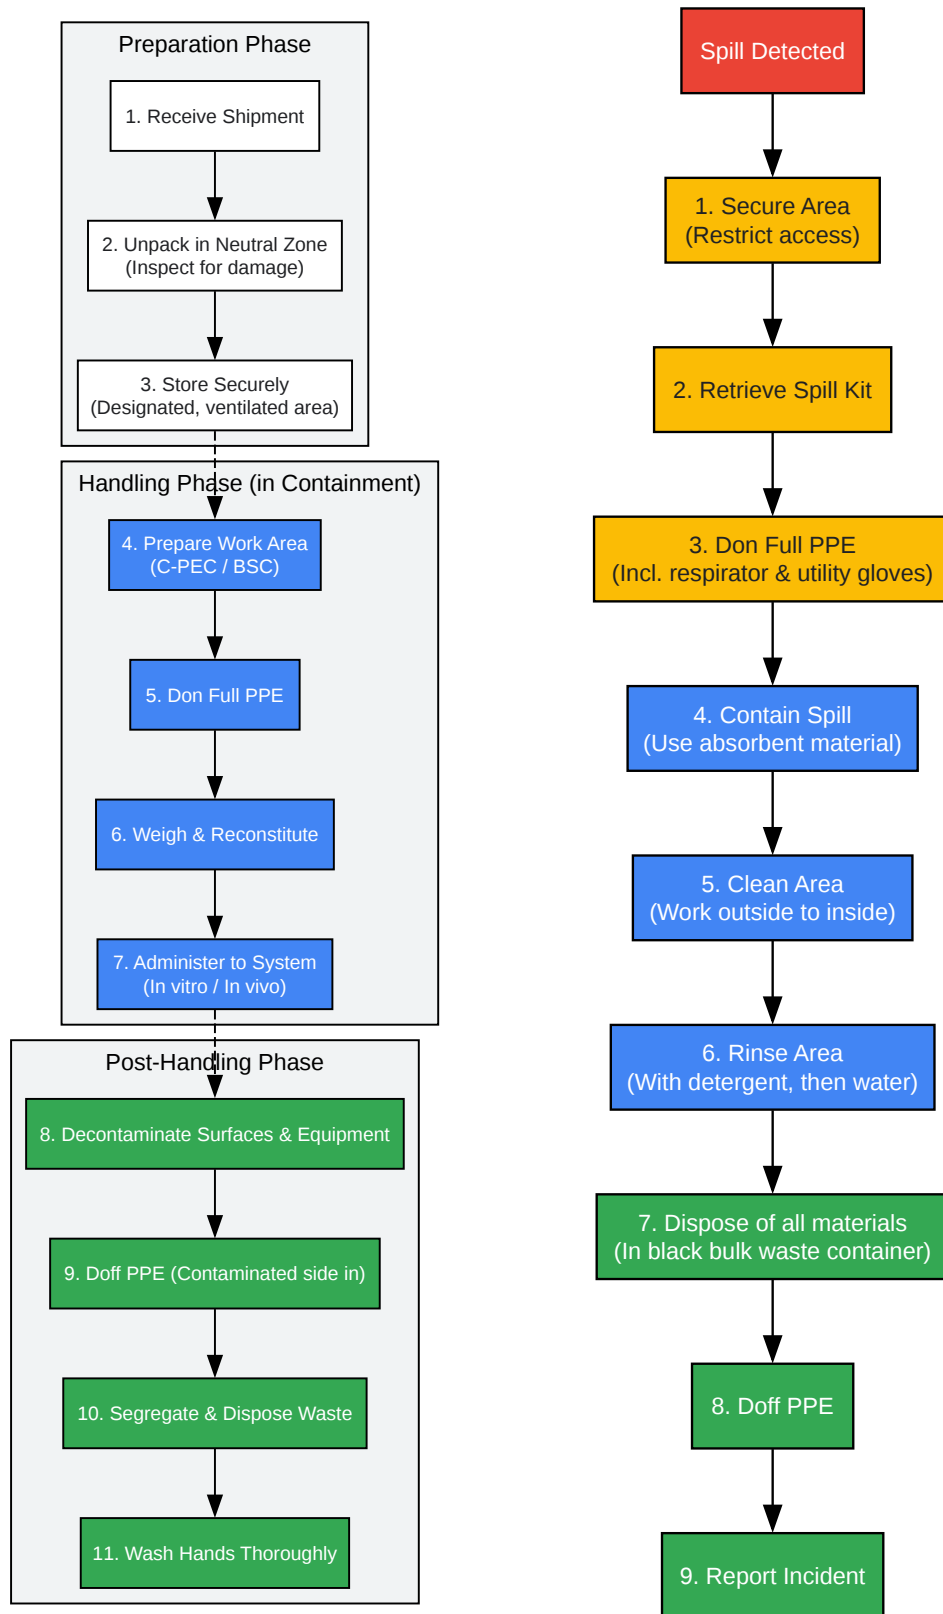 Preparation Phase
1. Receive Shipment
2. Unpack in Neutral Zone
(Inspect for damage)
3. Store Securely
(Designated, ventilated area)
Handling Phase (in Containment)
4. Prepare Work Area
(C-PEC / BSC)
5. Don Full PPE
6. Weigh & Reconstitute
7. Administer to System
(In vitro / In vivo)
Post-Handling Phase
8. Decontaminate Surfaces & Equipment
9. Doff PPE (Contaminated side in)
10. Segregate & Dispose Waste
11. Wash Hands Thoroughly
Spill Detected
1. Secure Area
(Restrict access)
2. Retrieve Spill Kit
3. Don Full PPE
(Incl. respirator & utility gloves)
4. Contain Spill
(Use absorbent material)
5. Clean Area
(Work outside to inside)
6. Rinse Area
(With detergent, then water)
7. Dispose of all materials
(In black bulk waste container)
8. Doff PPE
9. Report Incident